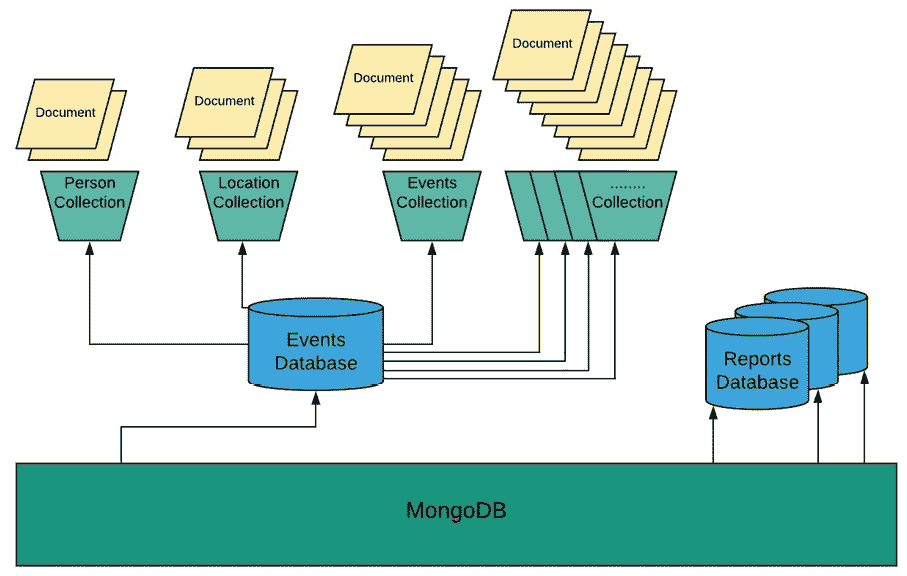 Document
Document
Document
Document
Person
Collection
Location
Collection
Events
Collection
........
Collection
Events
Database
Reports
Database
MongoDB